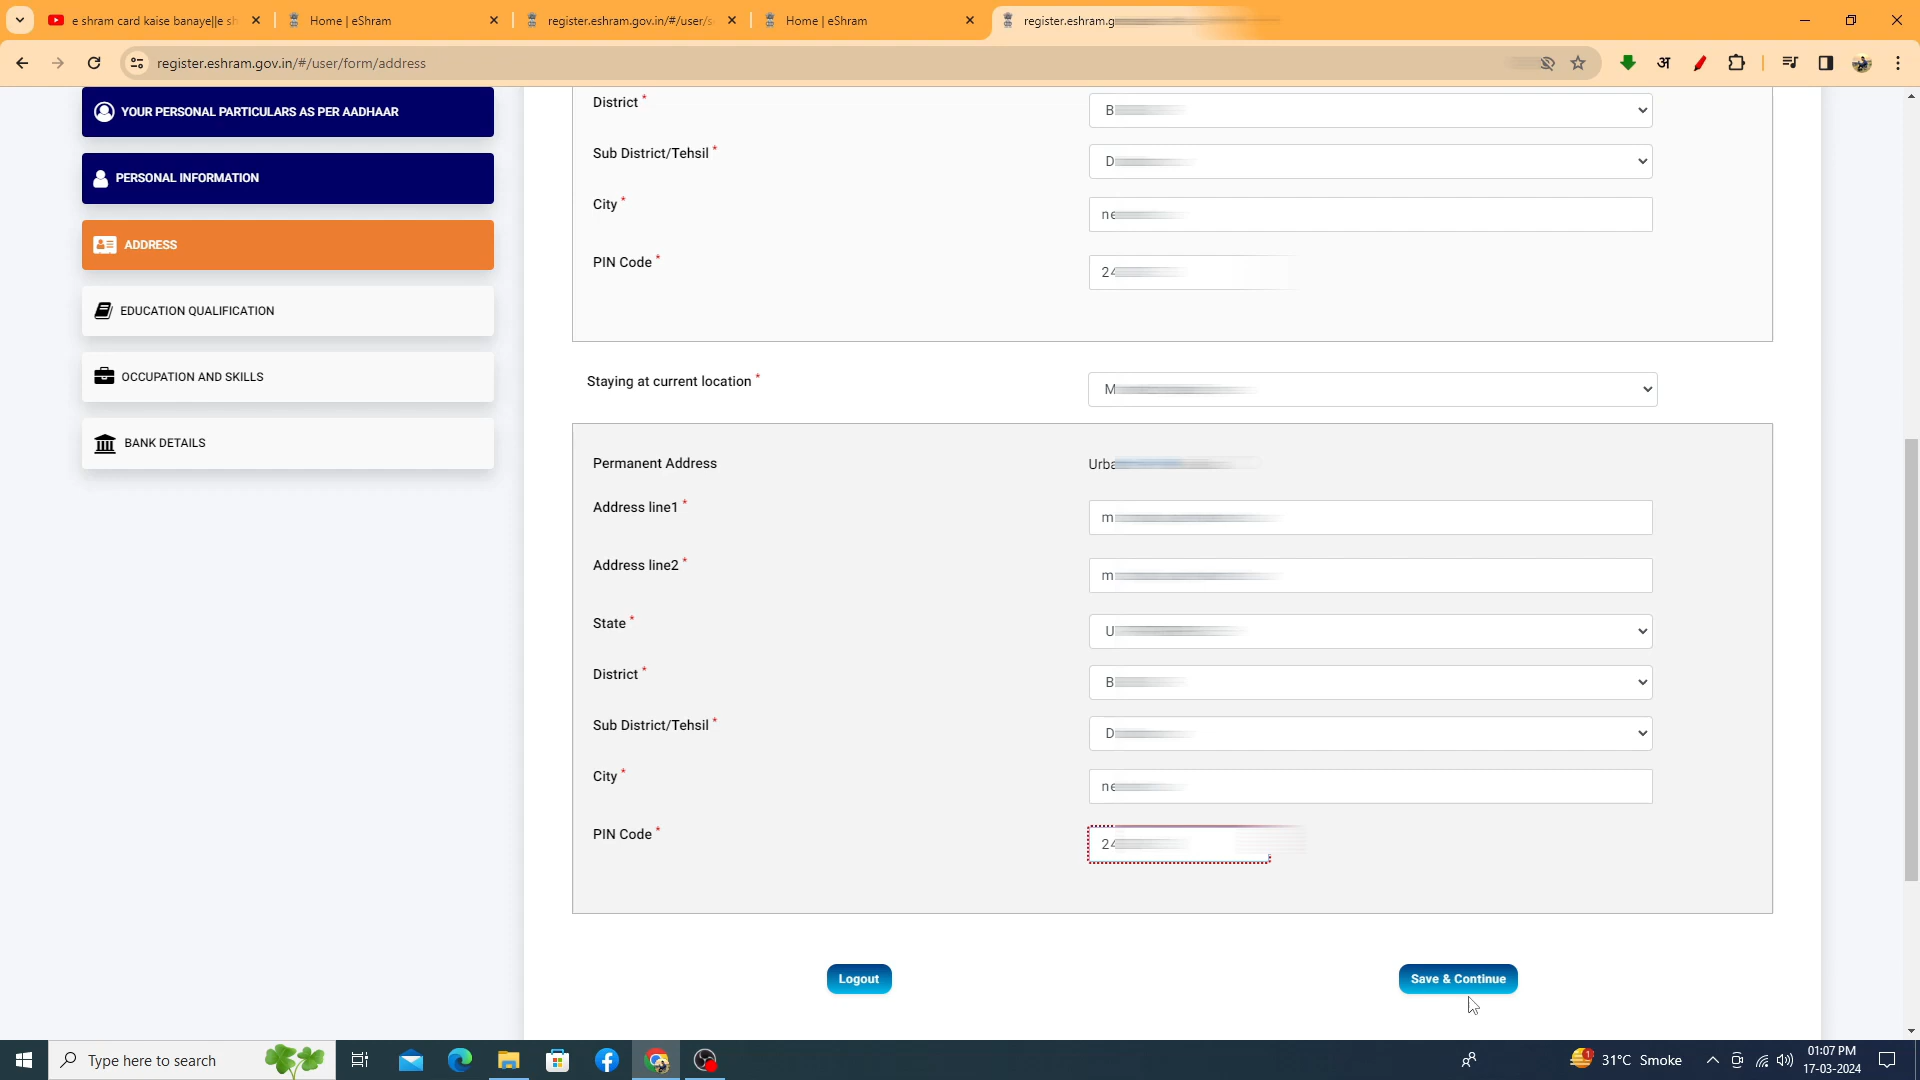 e shram card kaise banaye||e sh
Home | eShram
register.eshram.gov.in/#/user/s
Home | eShram
register.eshram.g
register.eshram.gov.in/#/user/form/address
अ
YOUR PERSONAL PARTICULARS AS PER AADHAAR
PERSONAL INFORMATION
ADDRESS
EDUCATION QUALIFICATION
OCCUPATION AND SKILLS
BANK DETAILS
District *
B
Sub District/Tehsil *
D
City *
ne
PIN Code *
24
Staying at current location *
M
Permanent Address
Urba
Address line1 *
m
Address line2 *
m
State *
U
District *
B
Sub District/Tehsil *
D
City *
ne
PIN Code *
24
Logout
Save & Continue
Type here to search
1
31°C Smoke
01:07 PM
17-03-2024